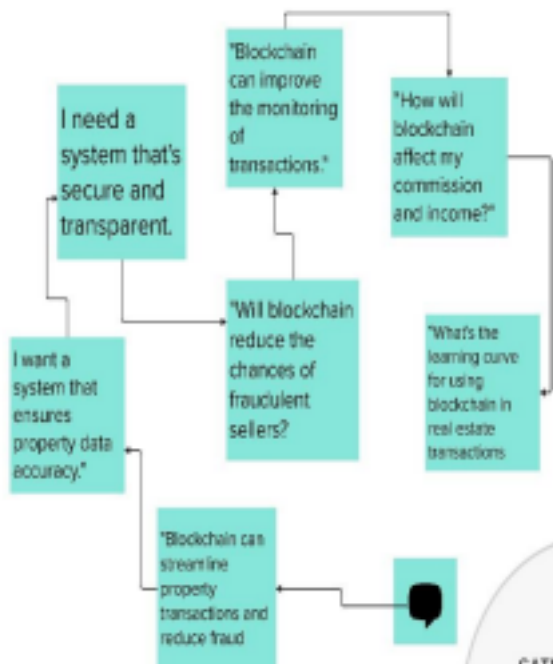 "Blockchain
can improve
the monitoring
of
transactions."
"How will
blockchain
affect my
commission
and income?"
I need a
system that's
secure and
transparent.
"Will blockchain
reduce the
chances of
fraudulent
sellers?
"What's the
learning curve
for using
blockchain in
real estate
transactions
I want a
system that
ensures
property data
accuracy."
"Blockchain can
streamline
property
transactions and
reduce fraud